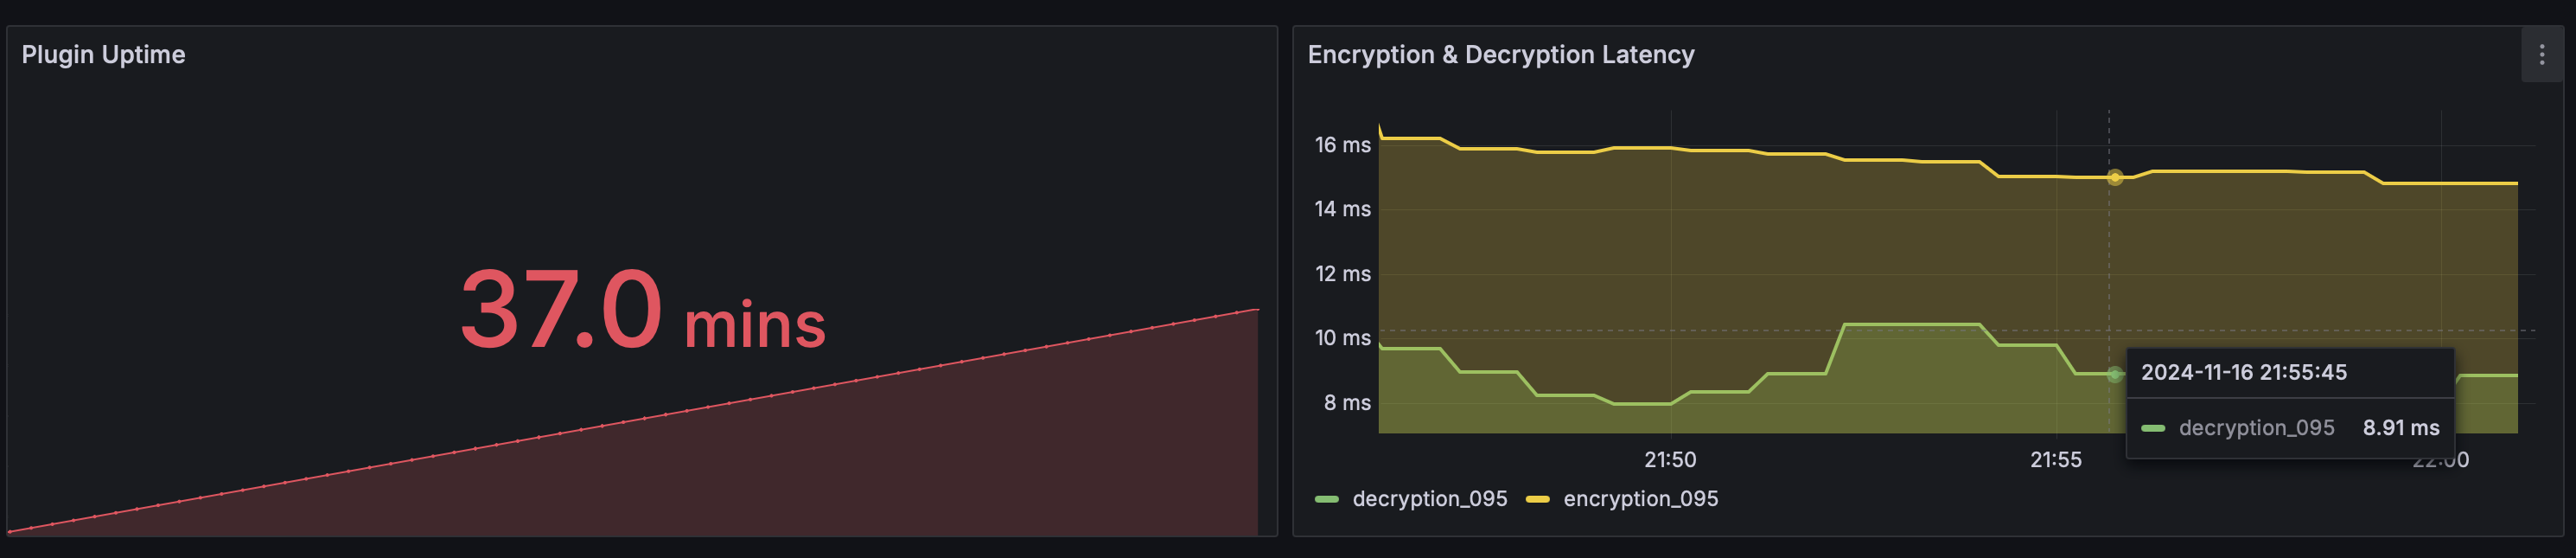 Plugin Uptime
37.0 mins
Encryption & Decryption Latency
16 ms
14 ms
12 ms
10 ms
8 ms
21:50
21:55
22:00
2024-11-16 21:55:45
decryption_095 8.91 ms
decryption_095 encryption_095